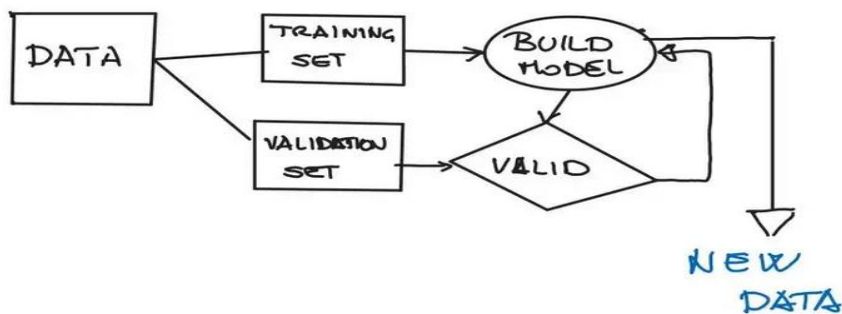 DATA
TRAINING
SET
BUILD
MODEL
VALIDATION
SET
VALID
NEW
DATA